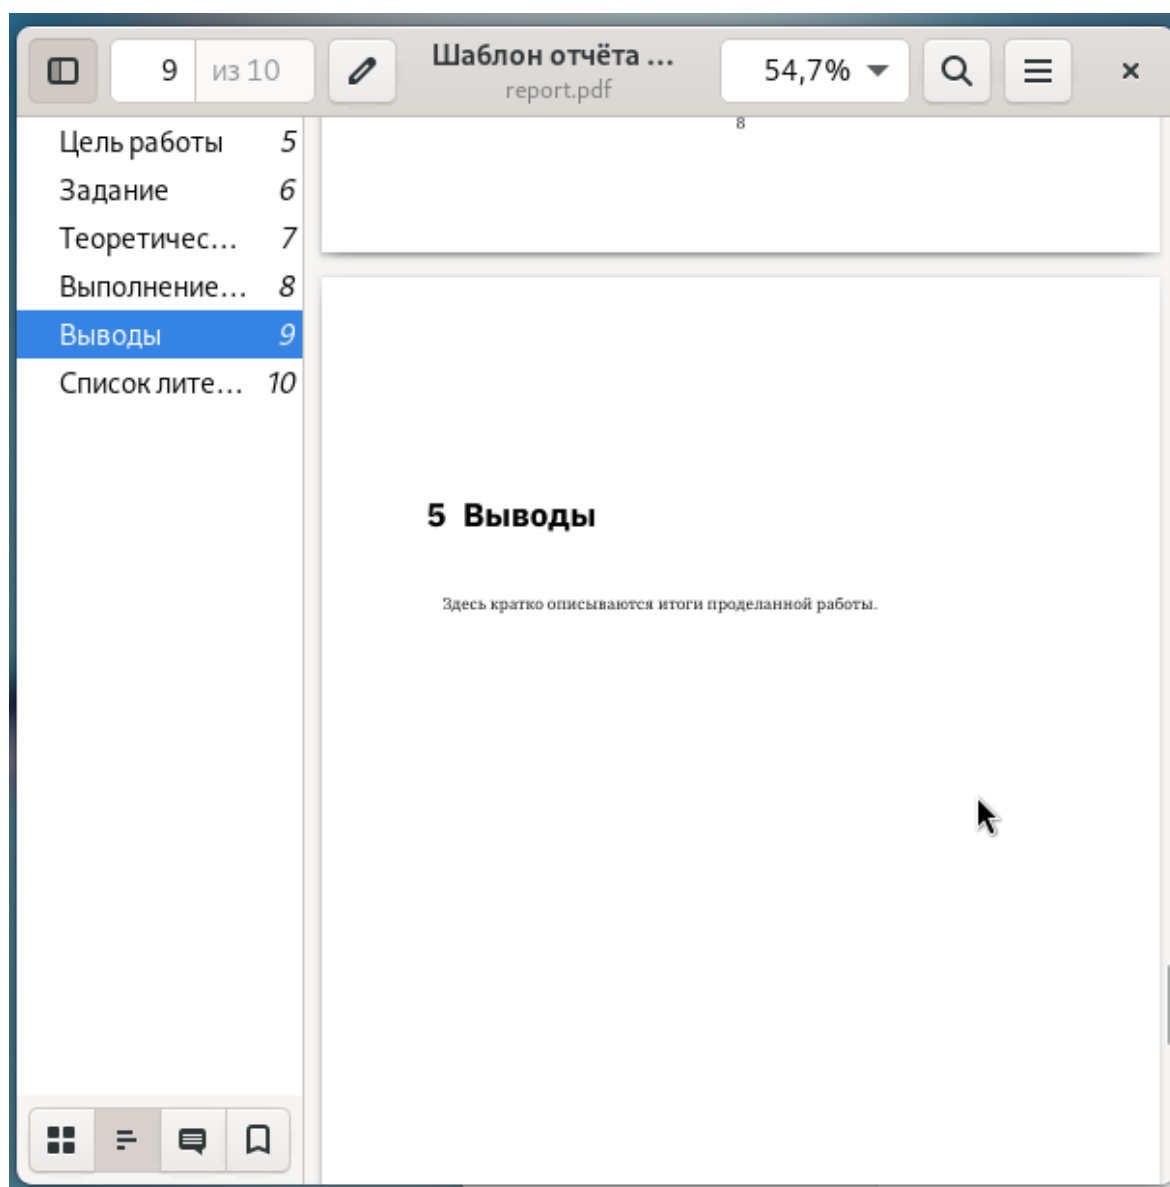 9 из 10
Шаблон отчёта ...
report.pdf
54,7%
Цель работы 5
Задание 6
Теоретичес... 7
Выполнение... 8
Выводы 9
Список лите... 10
8
5 Выводы
Здесь кратко описываются итоги проделанной работы.